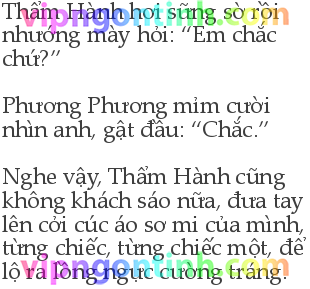 Thẩm Hành hơi sững sờ rồi
nhướng mày hỏi: “Em chắc
chứ?”
Phương Phương mỉm cười
nhìn anh, gật đầu: “Chắc.”
Nghe vậy, Thẩm Hành cũng
không khách sáo nữa, đưa tay
lên cởi cúc áo sơ mi của mình,
từng chiếc, từng chiếc một, để
lộ ra lồng ngực cường tráng.
vipngontinh.com
vipngontinh.com